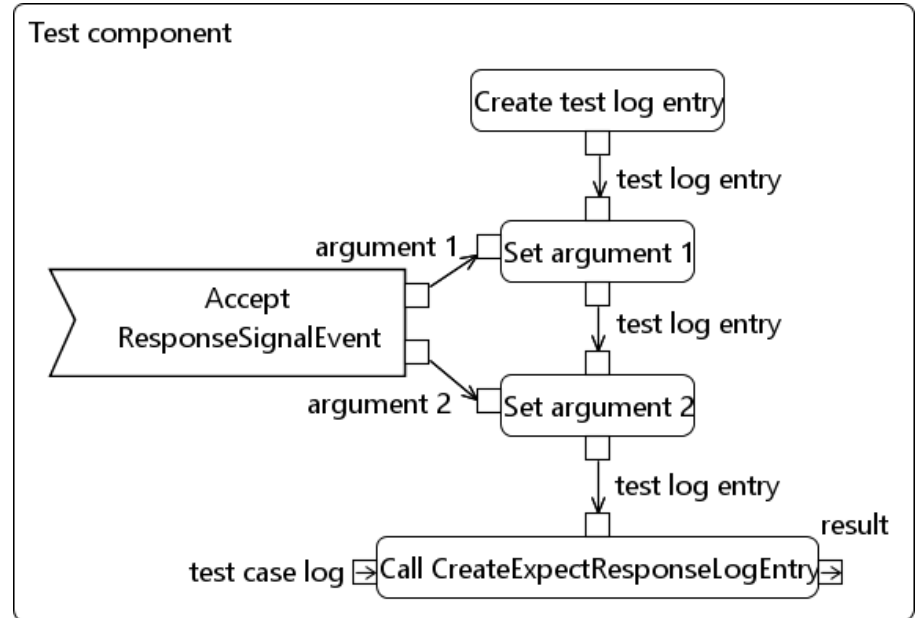 Test component
Create test log entry
test log entry
argument 1
Set argument 1
Accept
ResponseSignalEvent
test log entry
argument 2
Set argument 2
test log entry
result
test case log
Call CreateExpectResponseLogEntry